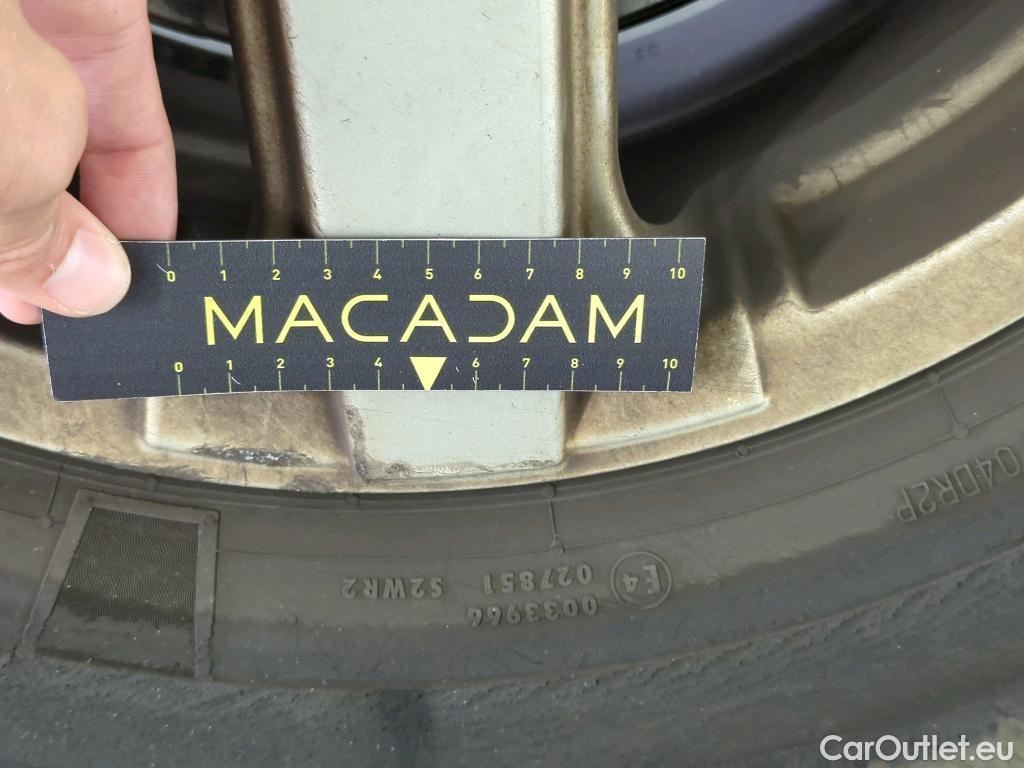 0 1 2 3 4 5 6 7 8 9 10
MACADAM
0 1 2 3 4 6 7 8 9 10
04DR2P
E4
027851 S2WR2
0033966
CarOutlet.eu